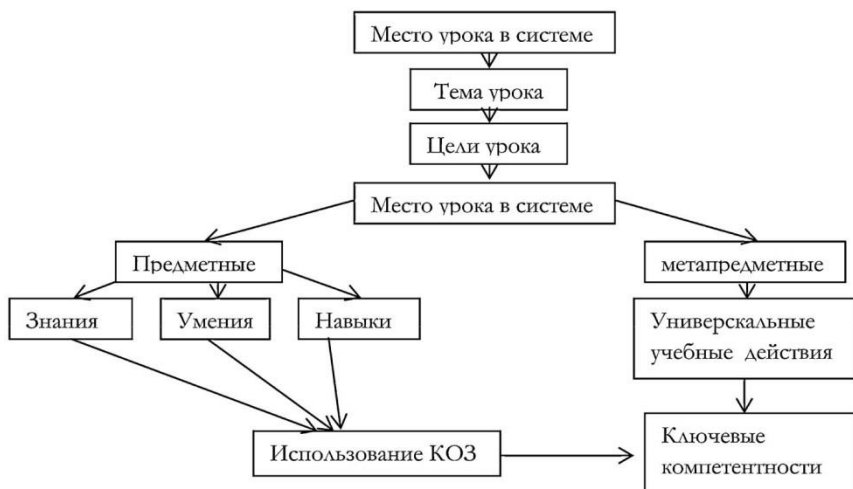 Место урока в системе
Тема урока
Цели урока
Место урока в системе
Предметные
метапредметные
Знания
Умения
Навыки
Универскальные
учебные действия
Использование КОЗ
Ключевые
компетентности